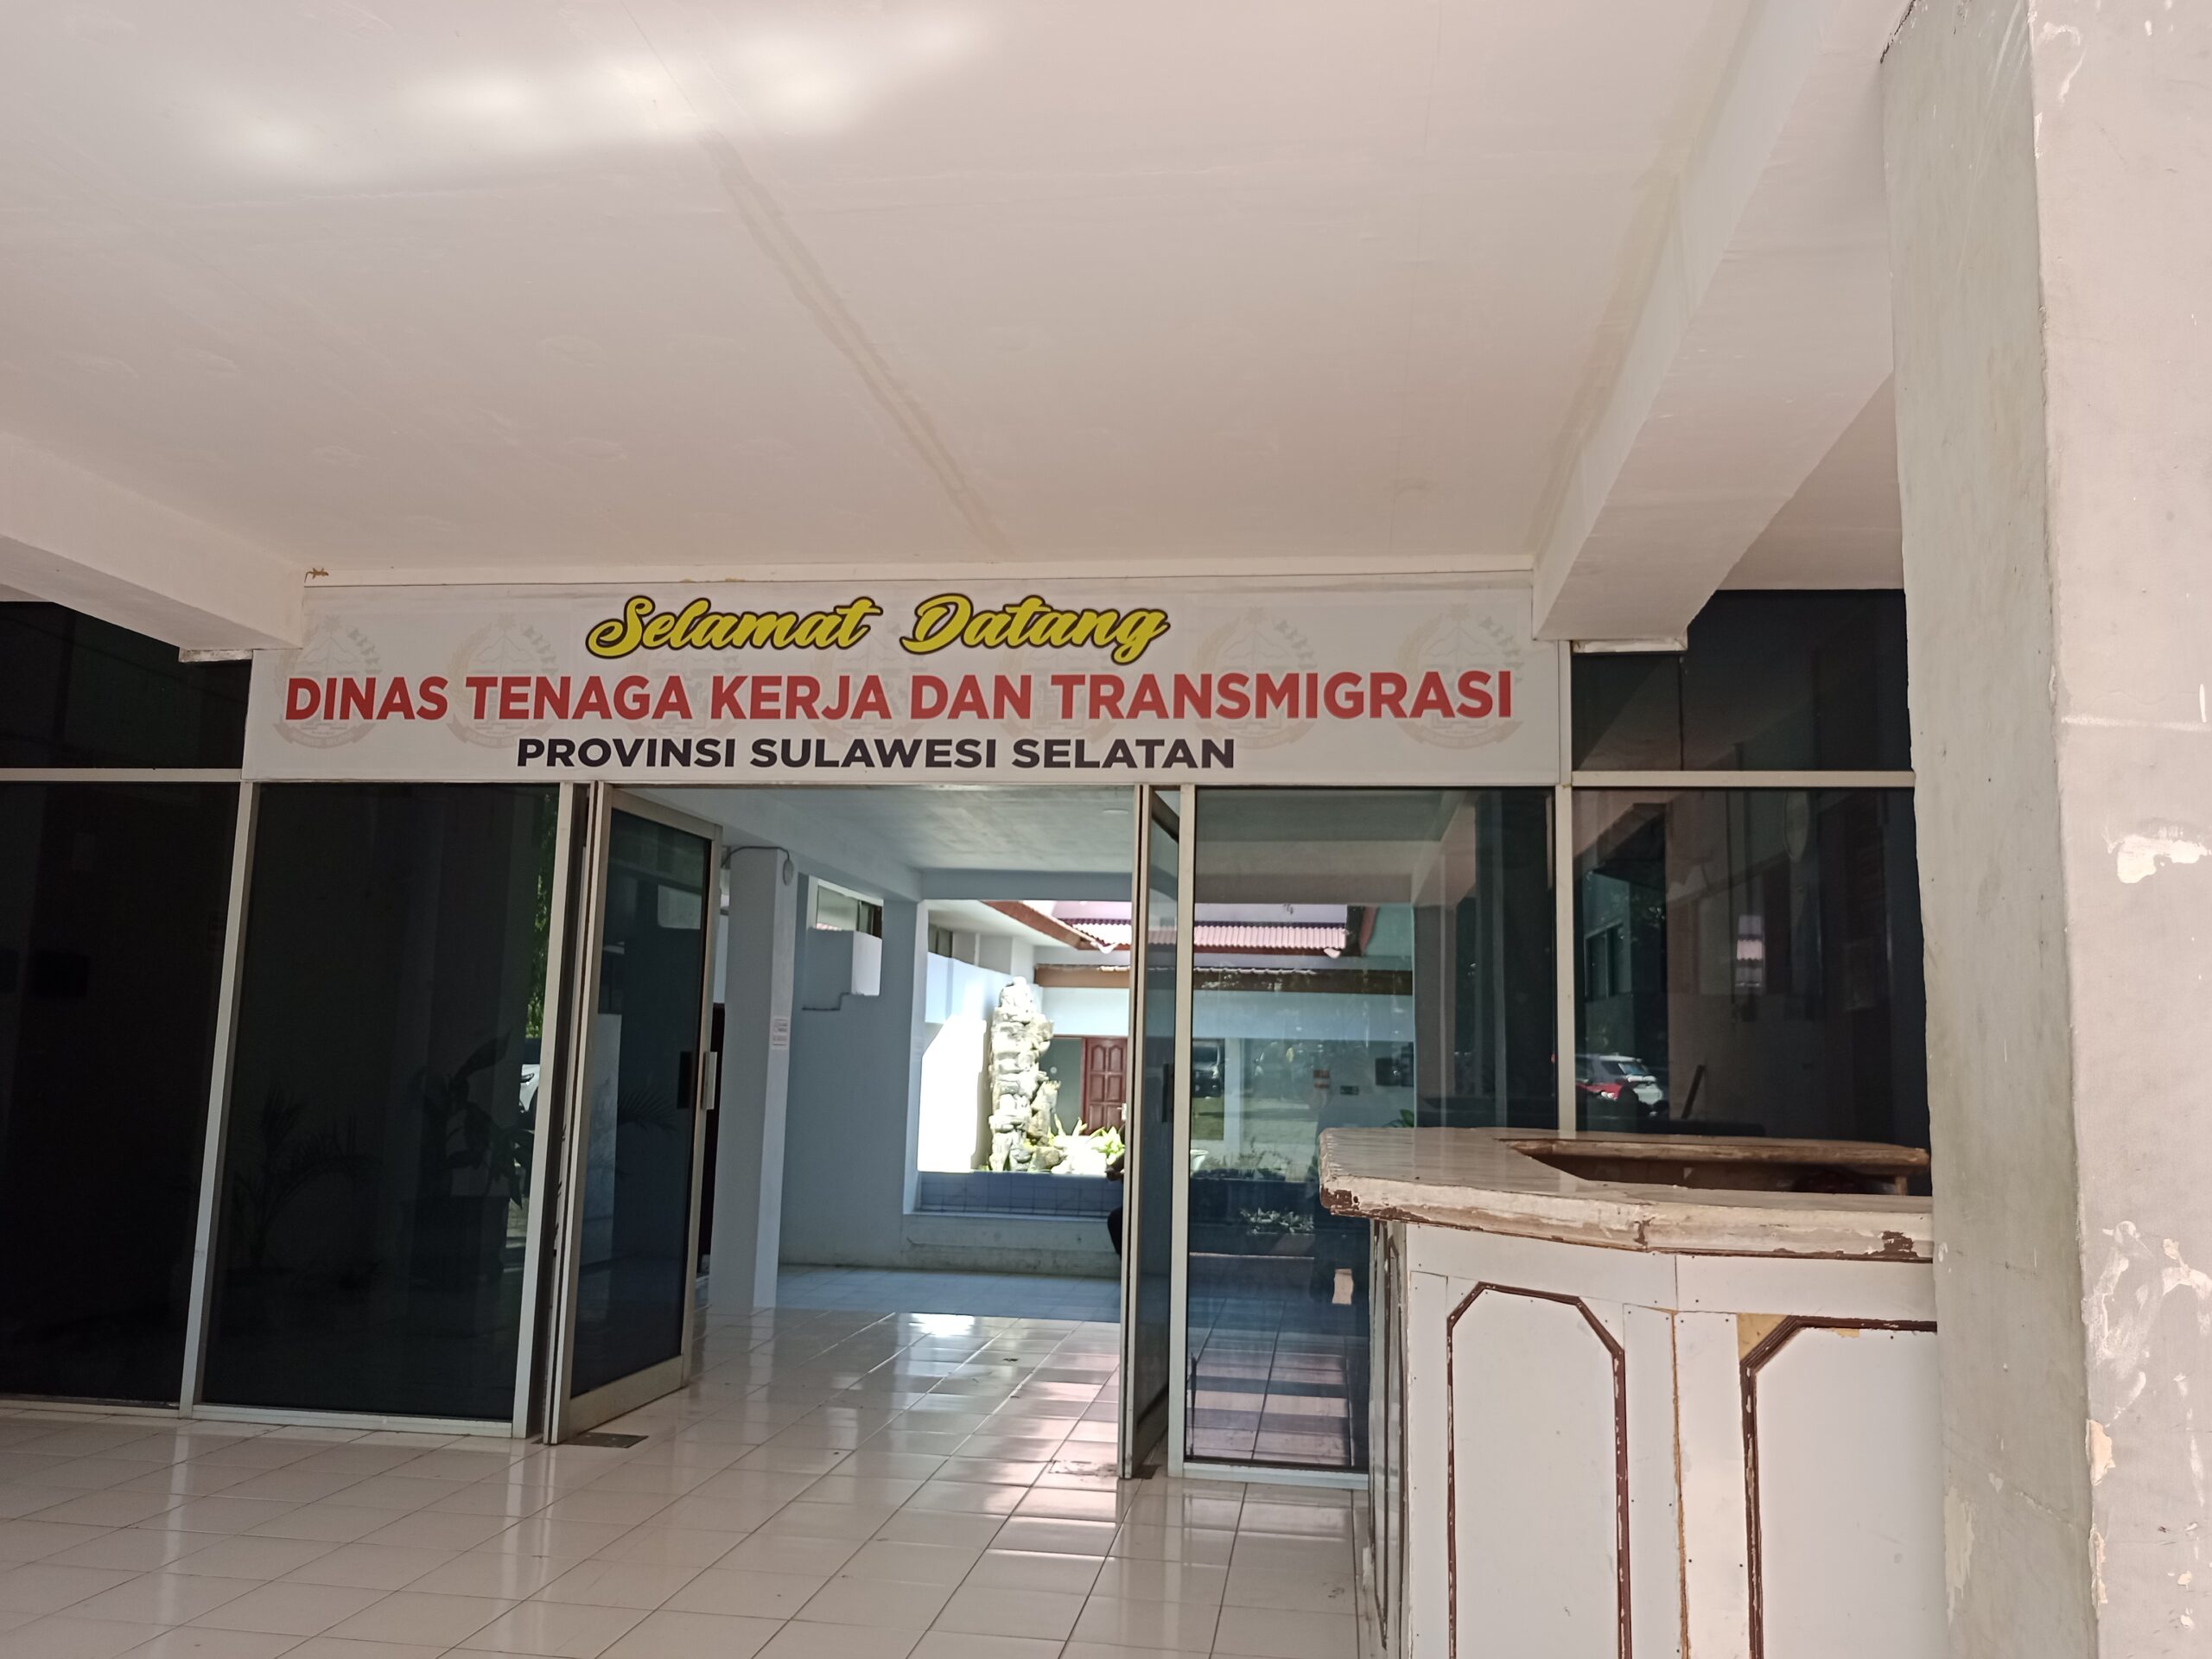 Selamat Datang
DINAS TENAGA KERJA DAN TRANSMIGRASI
PROVINSI SULAWESI SELATAN